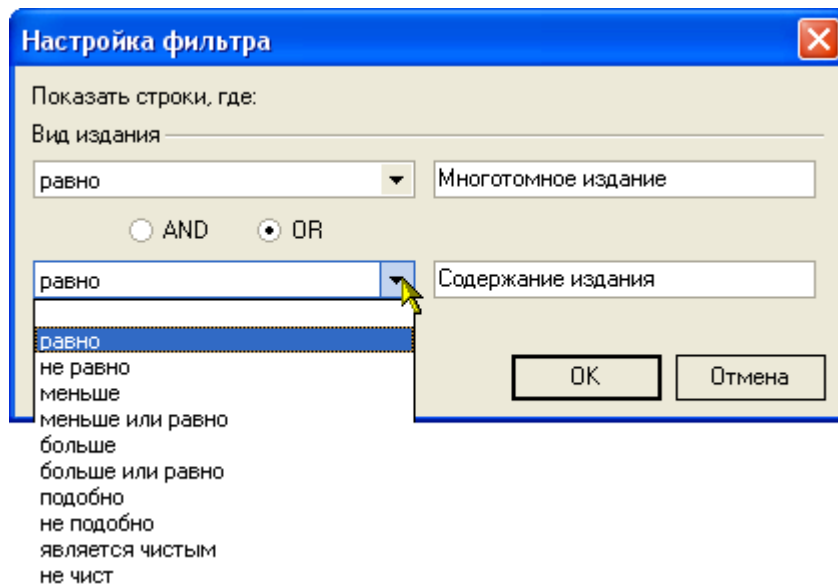 Настройка фильтра
Показать строки, где:
Вид издания
равно Многотомное издание
AND OR
равно Содержание издания
равно
не равно
меньше
меньше или равно
больше
больше или равно
подобно
не подобно
является чистым
не чист
OK Отмена